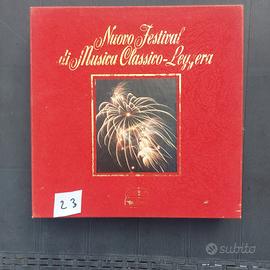 Nuovo Festival
di Musica Classico-Leggera
23
subito